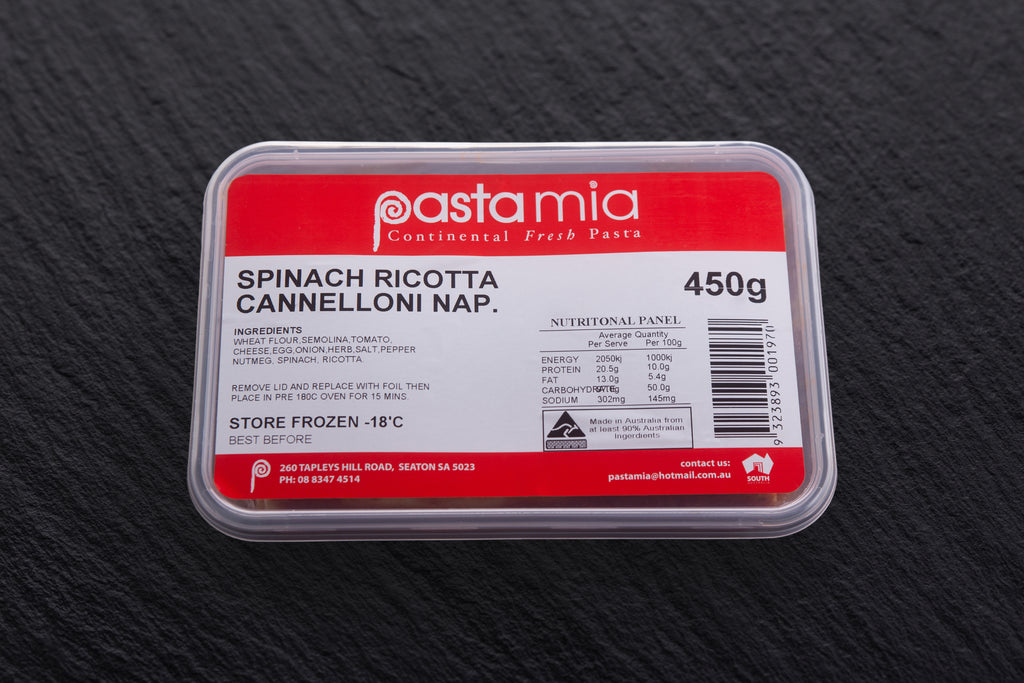 pasta mia
Continental Fresh Pasta
SPINACH RICOTTA
CANNELLONI NAP.
450g
INGREDIENTS
WHEAT FLOUR,SEMOLINA,TOMATO,
CHEESE,EGG,ONION,HERB,SALT,PEPPER
NUTMEG, SPINACH, RICOTTA.
REMOVE LID AND REPLACE WITH FOIL THEN
PLACE IN PRE 180C OVEN FOR 15 MINS.
STORE FROZEN -18'C
BEST BEFORE
NUTRITONAL PANEL
Average Quantity
Per Serve Per 100g
ENERGY 2050kj 1000kj
PROTEIN 20.5g 10.0g
FAT 13.0g 5.4g
CARBOHYDRATE 50.0g
SODIUM 302mg 145mg
Made in Australia from
at least 90% Australian
Ingerdients
9 323893 001970
260 TAPLEYS HILL ROAD, SEATON SA 5023
PH: 08 8347 4514
contact us:
pastamia@hotmail.com.au
SOUTH